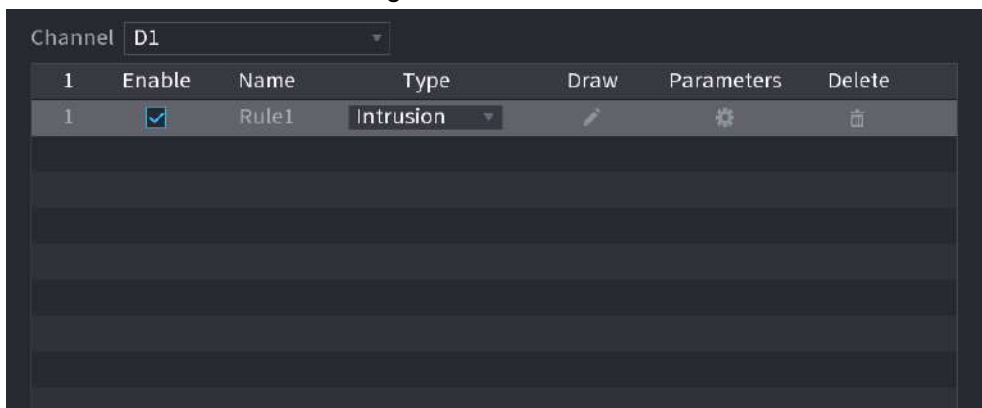 Channel D1
1 Enable Name Type Draw Parameters Delete
1 Rule1 Intrusion